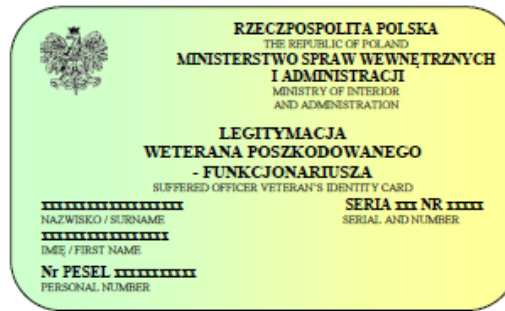 RZECZPOSPOLITA POLSKA
THE REPUBLIC OF POLAND
MINISTERSTWO SPRAW WEWNĘTRZNYCH
I ADMINISTRACJI
MINISTRY OF INTERIOR
AND ADMINISTRATION
LEGITYMACJA
WETERANA POSZKODOWANEGO
- FUNKCJONARIUSZA
SUFFERED OFFICER VETERAN'S IDENTITY CARD
xxxxxxxxxxxxxxxxxx
NAZWISKO / SURNAME
SERIA xxx NR xxxxx
SERIAL AND NUMBER
xxxxxxxxxxxxxxxx
IMIĘ / FIRST NAME
Nr PESEL xxxxxxxxxxx
PERSONAL NUMBER